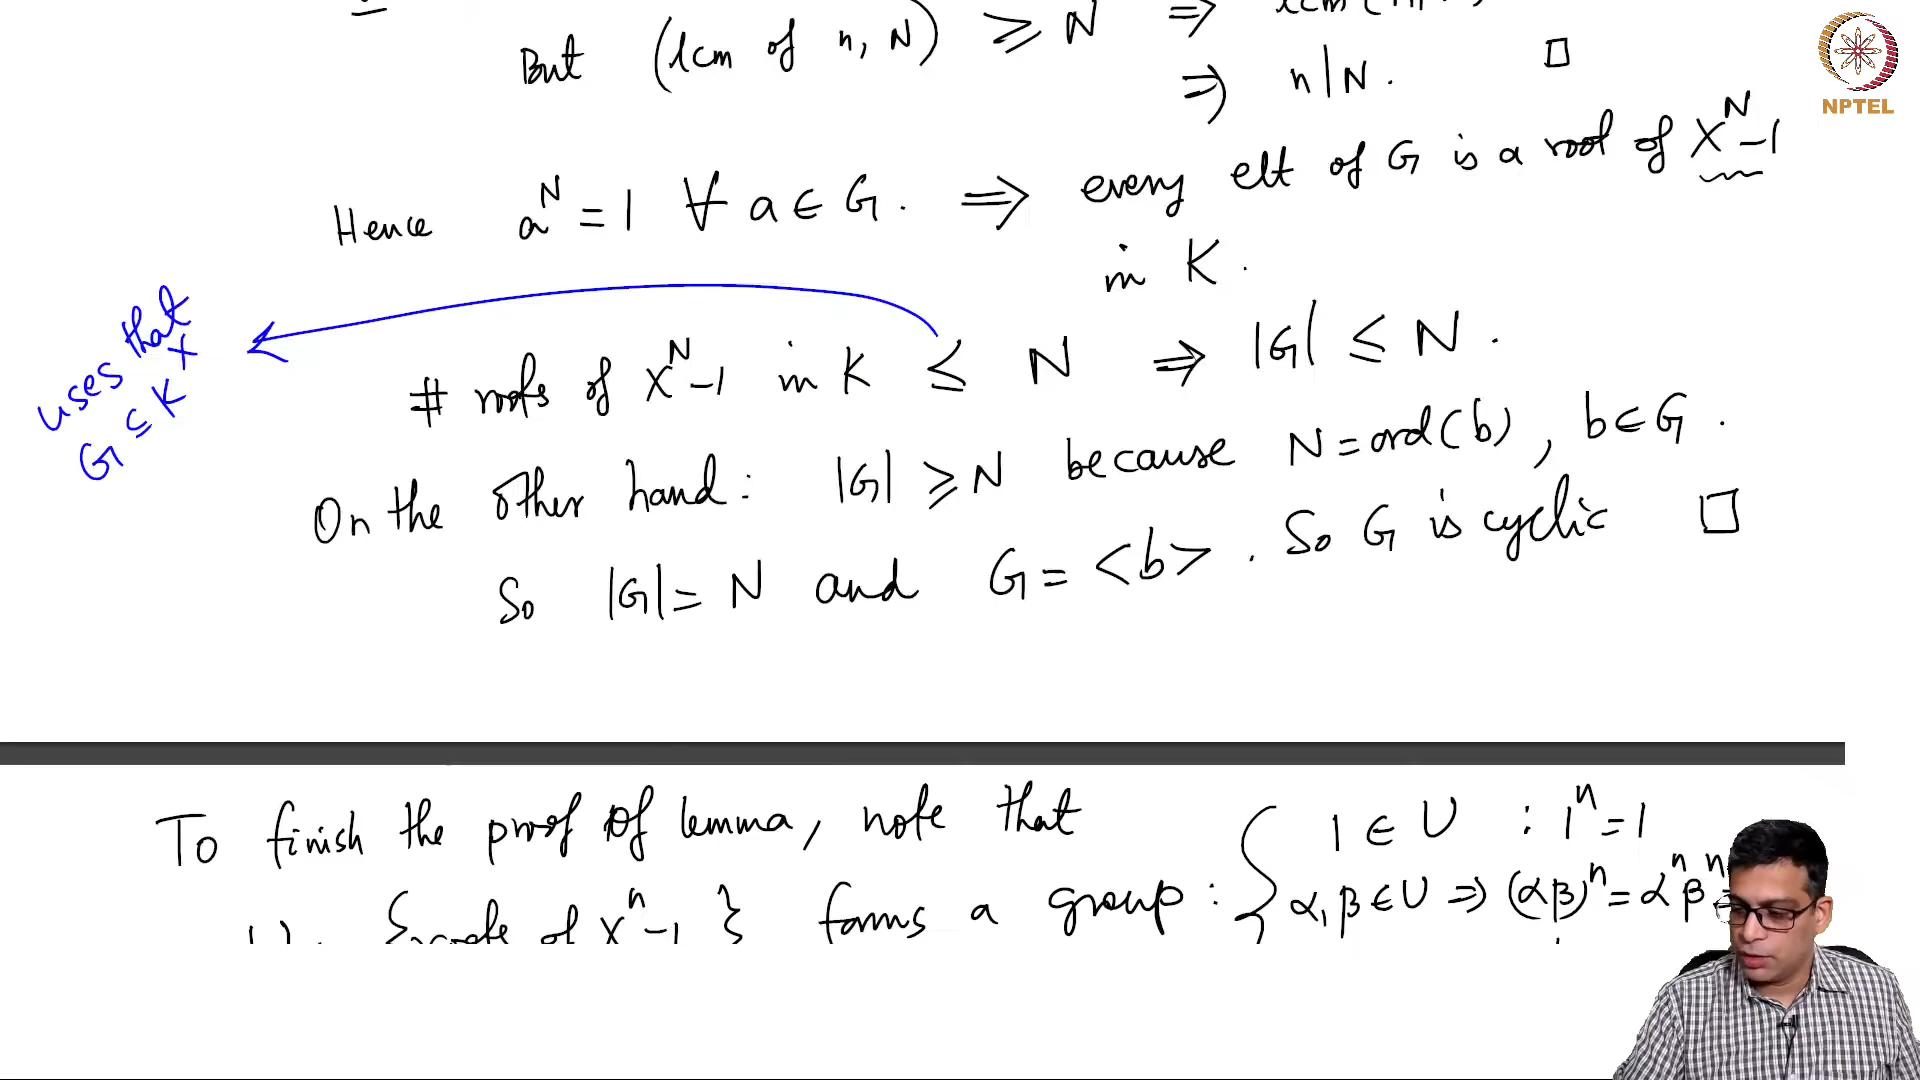 But (lcm of n, N) ⩾ N ⇒
⇒ n|N. □
NPTEL
Hence a^N = 1 ∀ a ∈ G. ⇒ every elt of G is a root of X^N-1
in K.
uses that
G ⊆ K^×
# roots of X^N-1 in K ≤ N ⇒ |G| ≤ N.
On the other hand: |G| ⩾ N because N = ord(b), b ∈ G.
So |G| = N and G = <b>. So G is cyclic □
To finish the proof of lemma, note that
1 ∈ U : 1^n = 1
forms a group: α, β ∈ U ⇒ (αβ)^n = α^n β^n =